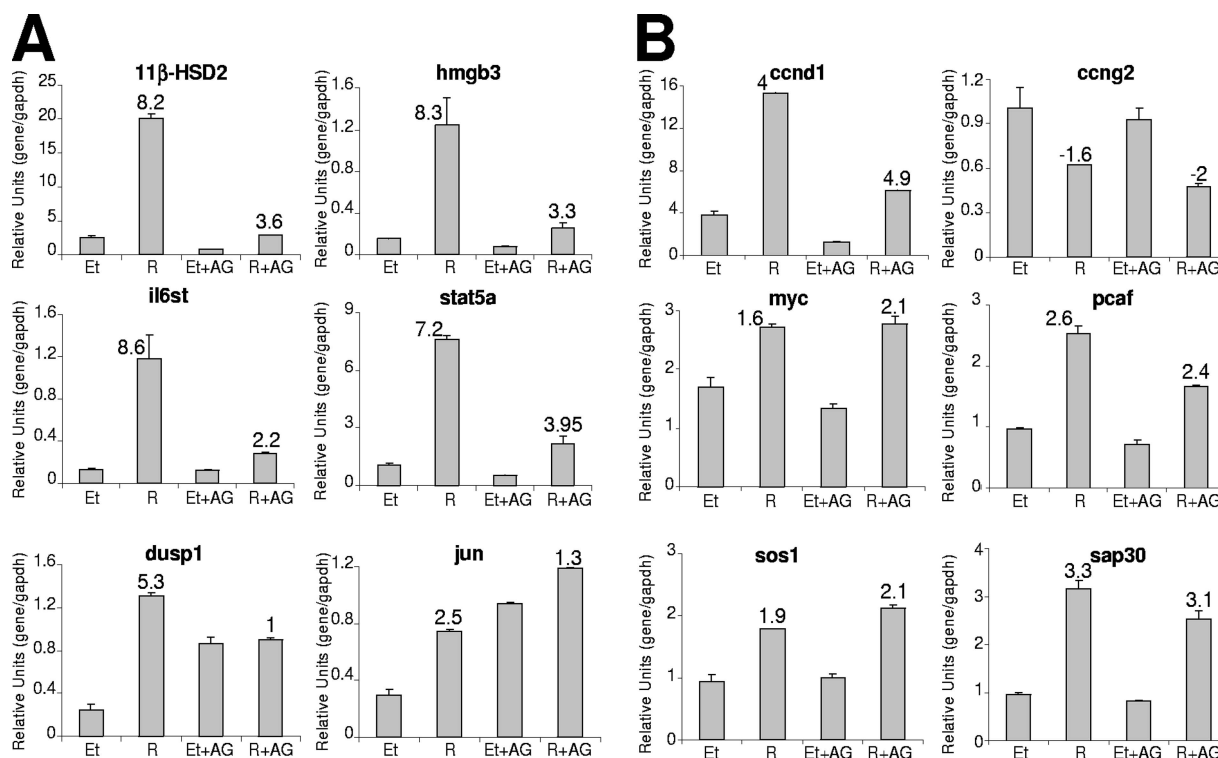 A
B
11β-HSD2
Relative Units (gene/gapdh)
25
20
15
10
5
0
8.2
3.6
Et
R
Et+AG
R+AG
hmgb3
Relative Units (gene/gapdh)
1.6
1.2
0.8
0.4
0
8.3
3.3
Et
R
Et+AG
R+AG
ccnd1
Relative Units (gene/gapdh)
16
12
8
4
0
4
4.9
Et
R
Et+AG
R+AG
ccng2
Relative Units (gene/gapdh)
1.2
0.9
0.6
0.3
0
-1.6
-2
Et
R
Et+AG
R+AG
il6st
Relative Units (gene/gapdh)
1.6
1.2
0.8
0.4
0
8.6
2.2
Et
R
Et+AG
R+AG
stat5a
Relative Units (gene/gapdh)
9
6
3
0
7.2
3.95
Et
R
Et+AG
R+AG
myc
Relative Units (gene/gapdh)
3
2
1
0
1.6
2.1
Et
R
Et+AG
R+AG
pcaf
Relative Units (gene/gapdh)
3
2
1
0
2.6
2.4
Et
R
Et+AG
R+AG
dusp1
Relative Units (gene/gapdh)
1.6
1.2
0.8
0.4
0
5.3
1
Et
R
Et+AG
R+AG
jun
Relative Units (gene/gapdh)
1.2
0.8
0.4
0
2.5
1.3
Et
R
Et+AG
R+AG
sos1
Relative Units (gene/gapdh)
3
2
1
0
1.9
2.1
Et
R
Et+AG
R+AG
sap30
Relative Units (gene/gapdh)
4
3
2
1
0
3.3
3.1
Et
R
Et+AG
R+AG